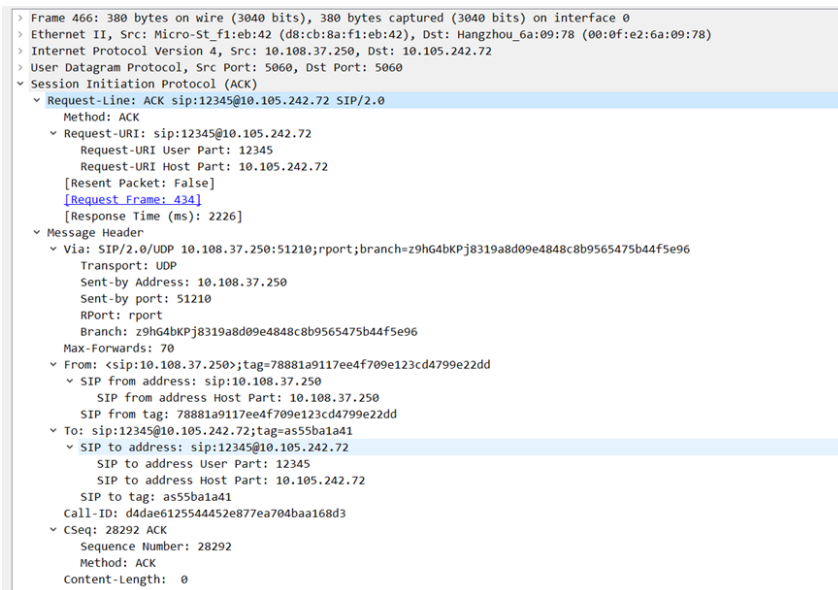 Frame 466: 380 bytes on wire (3040 bits), 380 bytes captured (3040 bits) on interface 0
Ethernet II, Src: Micro-St_f1:eb:42 (d8:cb:8a:f1:eb:42), Dst: Hangzhou_6a:09:78 (00:0f:e2:6a:09:78)
Internet Protocol Version 4, Src: 10.108.37.250, Dst: 10.105.242.72
User Datagram Protocol, Src Port: 5060, Dst Port: 5060
Session Initiation Protocol (ACK)
Request-Line: ACK sip:12345@10.105.242.72 SIP/2.0
Method: ACK
Request-URI: sip:12345@10.105.242.72
Request-URI User Part: 12345
Request-URI Host Part: 10.105.242.72
[Resent Packet: False]
[Request Frame: 434]
[Response Time (ms): 2226]
Message Header
Via: SIP/2.0/UDP 10.108.37.250:51210;rport;branch=z9hG4bKPj8319a8d09e4848c8b9565475b44f5e96
Transport: UDP
Sent-by Address: 10.108.37.250
Sent-by port: 51210
RPort: rport
Branch: z9hG4bKPj8319a8d09e4848c8b9565475b44f5e96
Max-Forwards: 70
From: <sip:10.108.37.250>;tag=78881a9117ee4f709e123cd4799e22dd
SIP from address: sip:10.108.37.250
SIP from address Host Part: 10.108.37.250
SIP from tag: 78881a9117ee4f709e123cd4799e22dd
To: sip:12345@10.105.242.72;tag=as55ba1a41
SIP to address: sip:12345@10.105.242.72
SIP to address User Part: 12345
SIP to address Host Part: 10.105.242.72
SIP to tag: as55ba1a41
Call-ID: d4dae6125544452e877ea704baa168d3
CSeq: 28292 ACK
Sequence Number: 28292
Method: ACK
Content-Length: 0